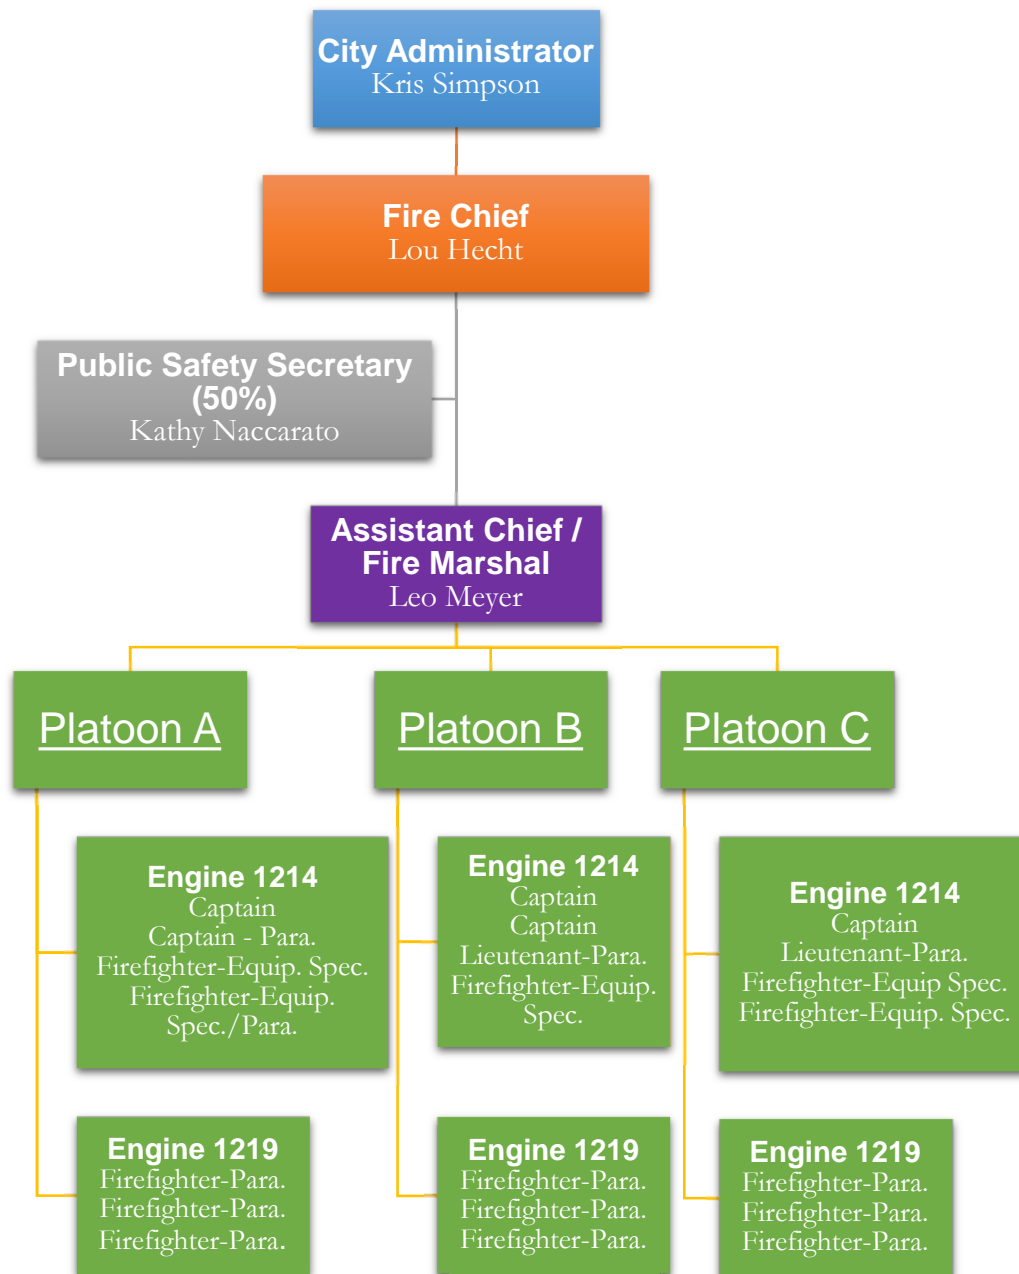 City Administrator
Kris Simpson
Fire Chief
Lou Hecht
Public Safety Secretary
(50%)
Kathy Naccarato
Assistant Chief /
Fire Marshal
Leo Meyer
Platoon A
Platoon B
Platoon C
Engine 1214
Captain
Captain - Para.
Firefighter-Equip. Spec.
Firefighter-Equip.
Spec./Para.
Engine 1214
Captain
Captain
Lieutenant-Para.
Firefighter-Equip.
Spec.
Engine 1214
Captain
Lieutenant-Para.
Firefighter-Equip Spec.
Firefighter-Equip. Spec.
Engine 1219
Firefighter-Para.
Firefighter-Para.
Firefighter-Para.
Engine 1219
Firefighter-Para.
Firefighter-Para.
Firefighter-Para.
Engine 1219
Firefighter-Para.
Firefighter-Para.
Firefighter-Para.